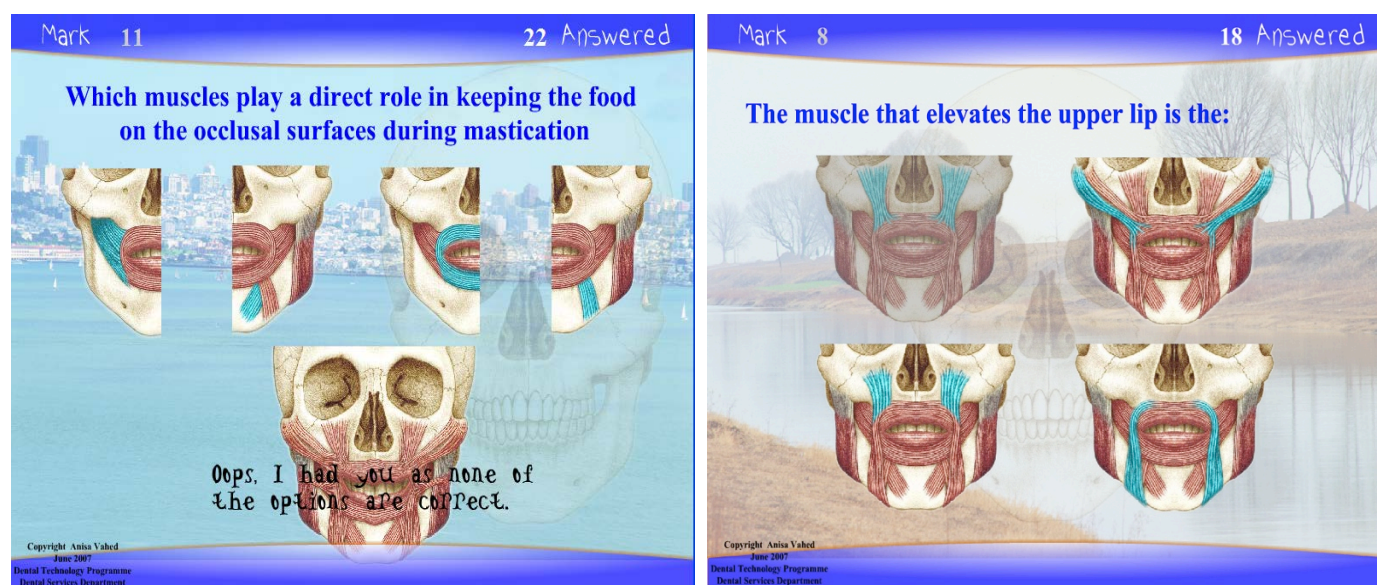 Mark 11
22 Answered
Which muscles play a direct role in keeping the food
on the occlusal surfaces during mastication
Oops, I had you as none of
the options are correct.
Copyright Anisa Vahed
June 2007
Dental Technology Programme
Dental Services Department
Mark 8
18 Answered
The muscle that elevates the upper lip is the:
Copyright Anisa Vahed
June 2007
Dental Technology Programme
Dental Services Department